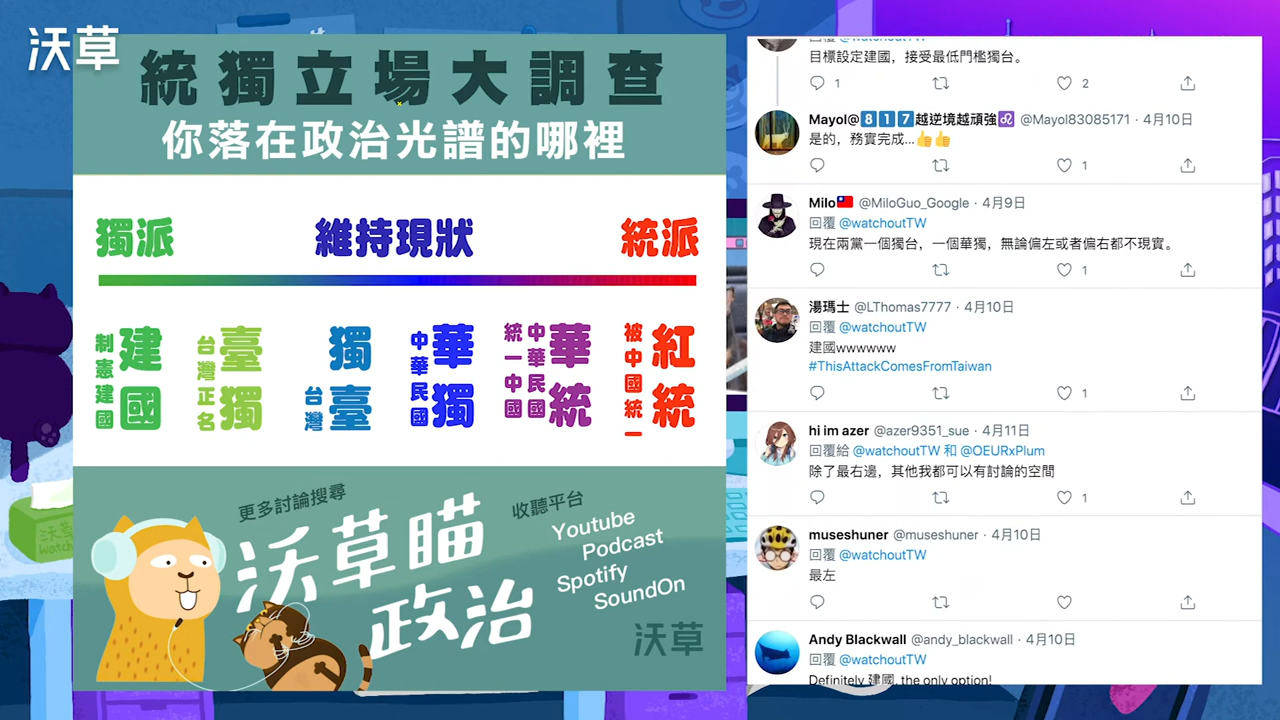 沃草
統獨立場大調查
你落在政治光譜的哪裡
獨派 維持現狀 統派
制憲建國 建國
台灣正名 臺獨
台灣 獨臺
中華民國 華獨
中華民國統一中國 華統
被中國統一 紅統
更多討論搜尋
沃草瞄政治
收聽平台
Youtube
Podcast
Spotify
SoundOn
沃草
回覆 @watchoutTW
目標設定建國，接受最低門檻獨台。
1 2
Mayol@817越逆境越頑強♌ @Mayol83085171 · 4月10日
是的，務實完成...👍👍
1
Milo🇹🇼 @MiloGuo_Google · 4月9日
回覆 @watchoutTW
現在兩黨一個獨台，一個華獨，無論偏左或者偏右都不現實。
1
湯瑪士 @LThomas7777 · 4月10日
回覆 @watchoutTW
建國wwwwww
#ThisAttackComesFromTaiwan
1
hi im azer @azer9351_sue · 4月11日
回覆給 @watchoutTW 和 @OEURxPlum
除了最右邊，其他我都可以有討論的空間
1
museshuner @museshuner · 4月10日
回覆 @watchoutTW
最左
Andy Blackwall @andy_blackwall · 4月10日
回覆 @watchoutTW
Definitely 建國, the only option!